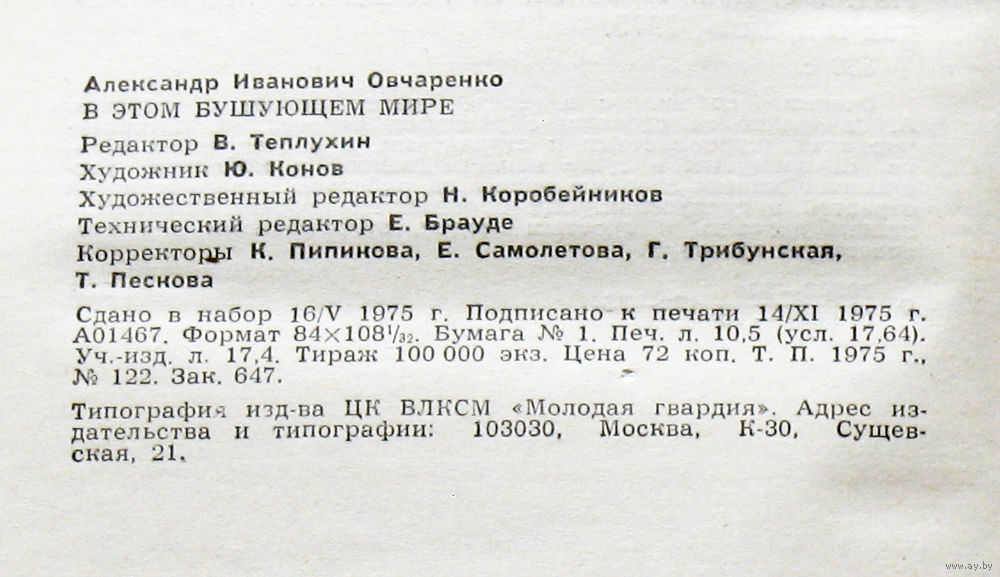 Александр Иванович Овчаренко
В ЭТОМ БУШУЮЩЕМ МИРЕ
Редактор В. Теплухин
Художник Ю. Конов
Художественный редактор Н. Коробейников
Технический редактор Е. Брауде
Корректоры К. Пипикова, Е. Самолетова, Г. Трибунская,
Т. Пескова
Сдано в набор 16/V 1975 г. Подписано к печати 14/XI 1975 г.
А01467. Формат 84×108¹/₃₂. Бумага № 1. Печ. л. 10,5 (усл. 17,64).
Уч.-изд. л. 17,4. Тираж 100 000 экз. Цена 72 коп. Т. П. 1975 г.,
№ 122. Зак. 647.
Типография изд-ва ЦК ВЛКСМ «Молодая гвардия». Адрес из-
дательства и типографии: 103030, Москва, К-30, Сущев-
ская, 21.
www.ay.by